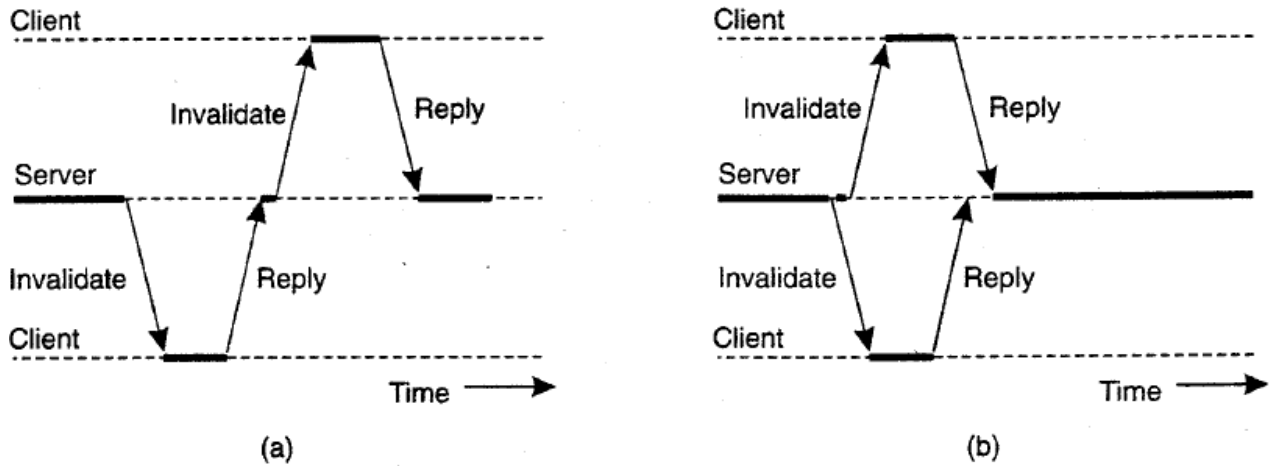 Client
Invalidate
Reply
Server
Invalidate
Reply
Client
Time
(a)
Client
Invalidate
Reply
Server
Invalidate
Reply
Client
Time
(b)